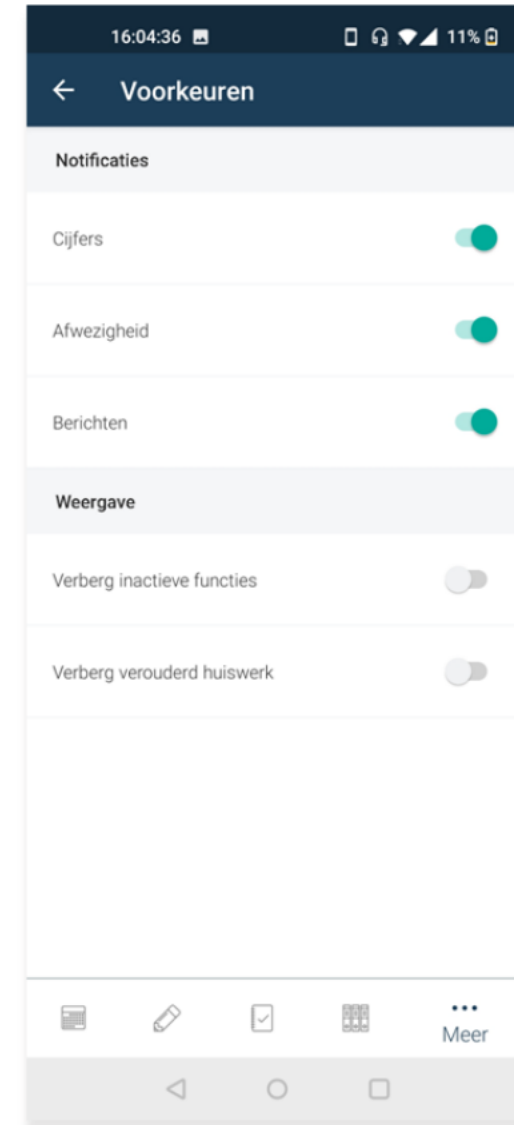 16:04:36 11%
Voorkeuren
Notificaties
Cijfers
Afwezigheid
Berichten
Weergave
Verberg inactieve functies
Verberg verouderd huiswerk
Meer